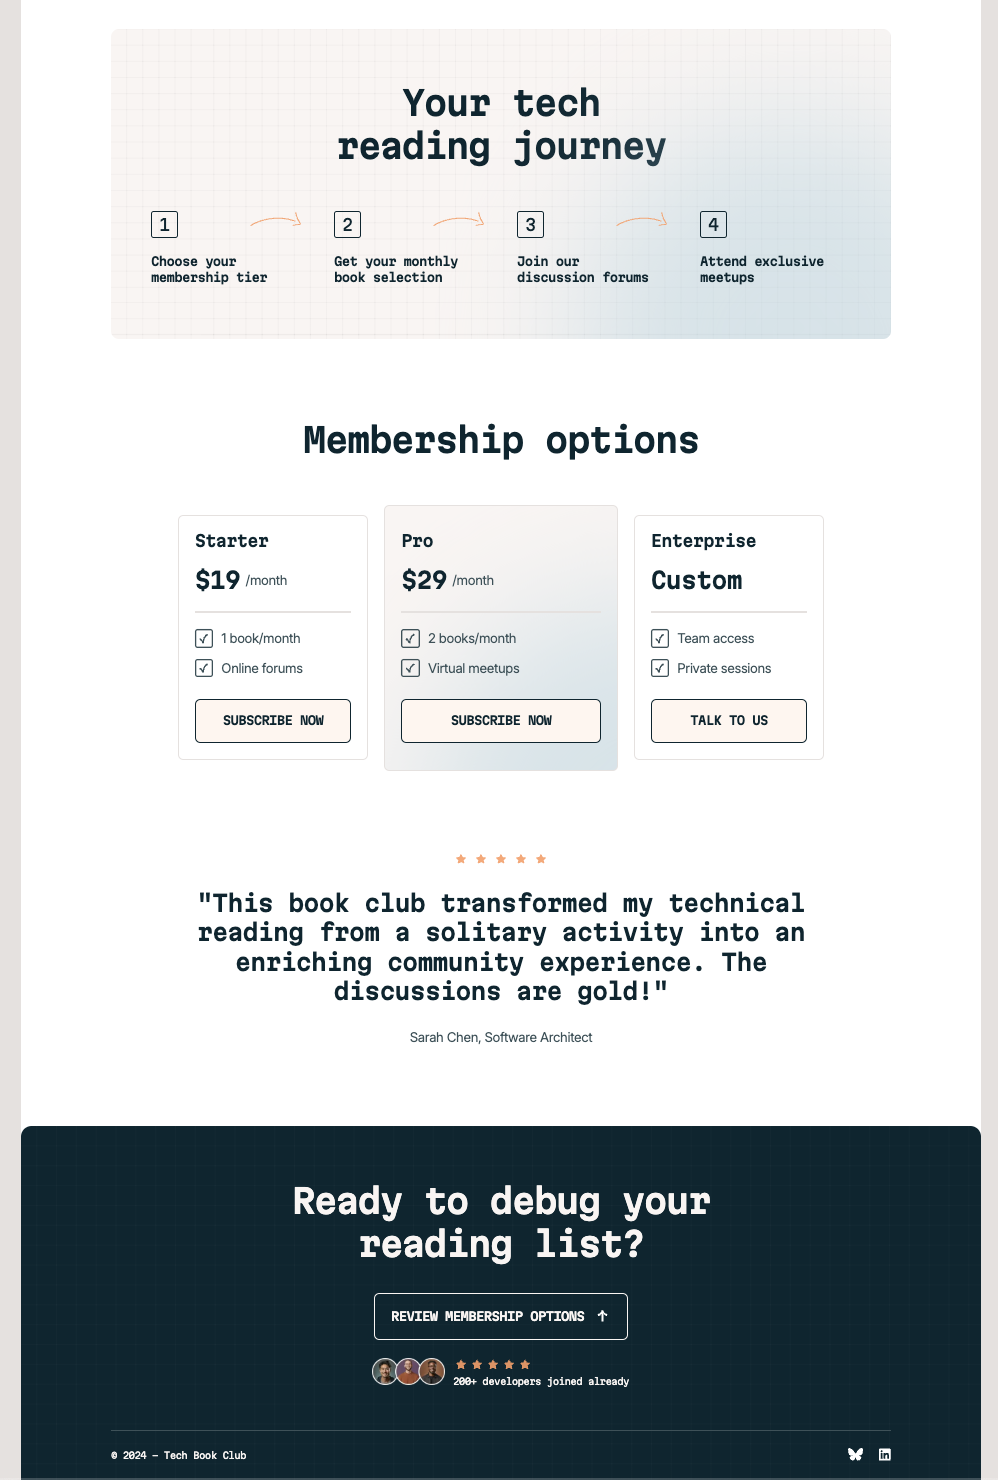 Your tech
reading journey
1
2
3
4
Choose your
membership tier
Get your monthly
book selection
Join our
discussion forums
Attend exclusive
meetups
Membership options
Starter
$19 /month
1 book/month
Online forums
SUBSCRIBE NOW
Pro
$29 /month
2 books/month
Virtual meetups
SUBSCRIBE NOW
Enterprise
Custom
Team access
Private sessions
TALK TO US
"This book club transformed my technical
reading from a solitary activity into an
enriching community experience. The
discussions are gold!"
Sarah Chen, Software Architect
Ready to debug your
reading list?
REVIEW MEMBERSHIP OPTIONS ↑
200+ developers joined already
© 2024 – Tech Book Club
in